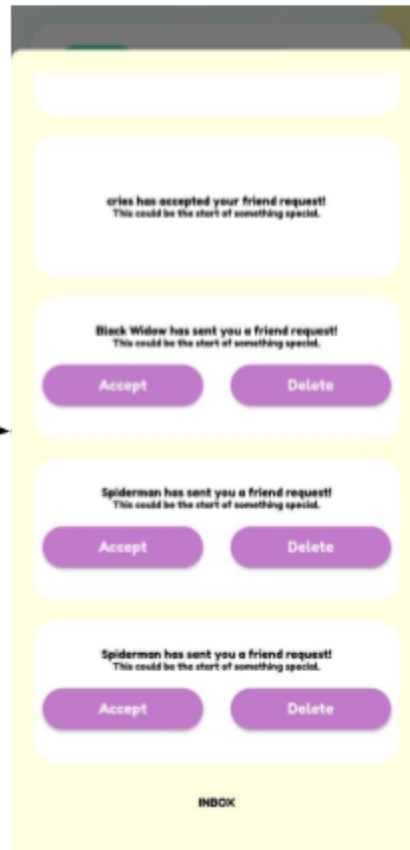 cries has accepted your friend request!
This could be the start of something special.
Black Widow has sent you a friend request!
This could be the start of something special.
Accept Delete
Spiderman has sent you a friend request!
This could be the start of something special.
Accept Delete
Spiderman has sent you a friend request!
This could be the start of something special.
Accept Delete
INBOX